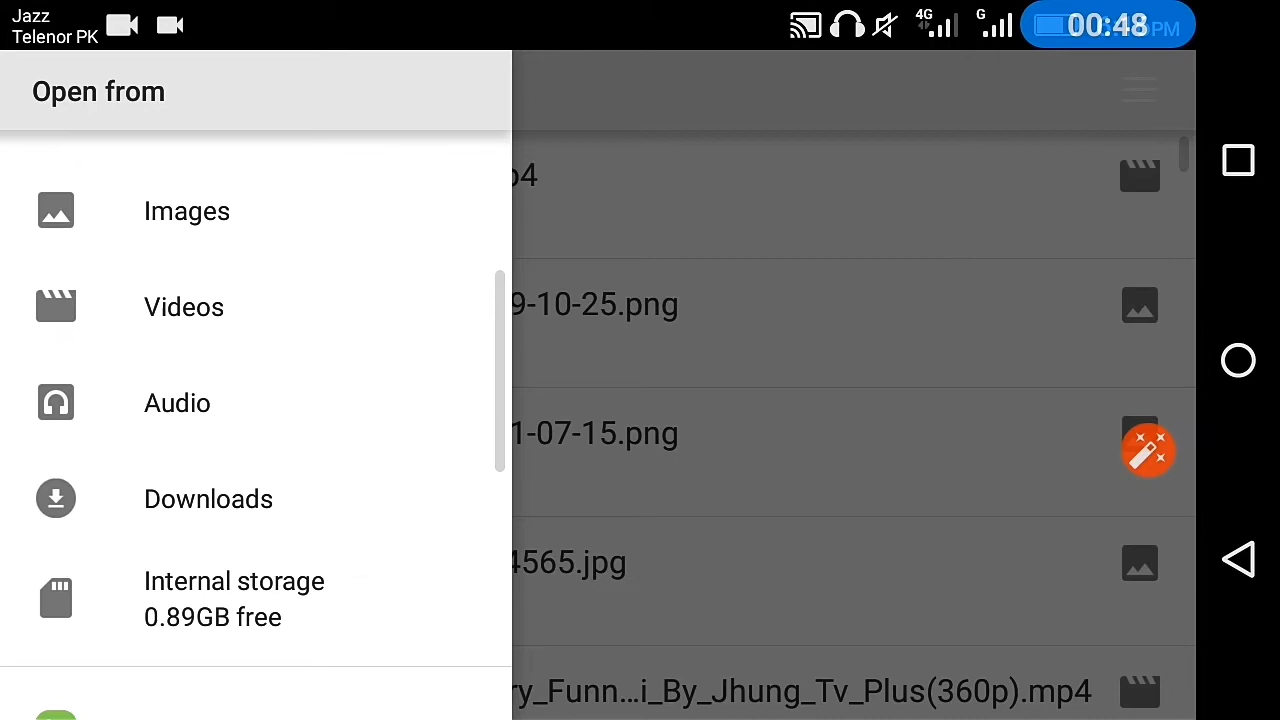 Jazz
Telenor PK
4G
G
00:48
PM
Open from
Images
Videos
Audio
Downloads
Internal storage
0.89GB free
p4
9-10-25.png
1-07-15.png
4565.jpg
ry_Funn...i_By_Jhung_Tv_Plus(360p).mp4